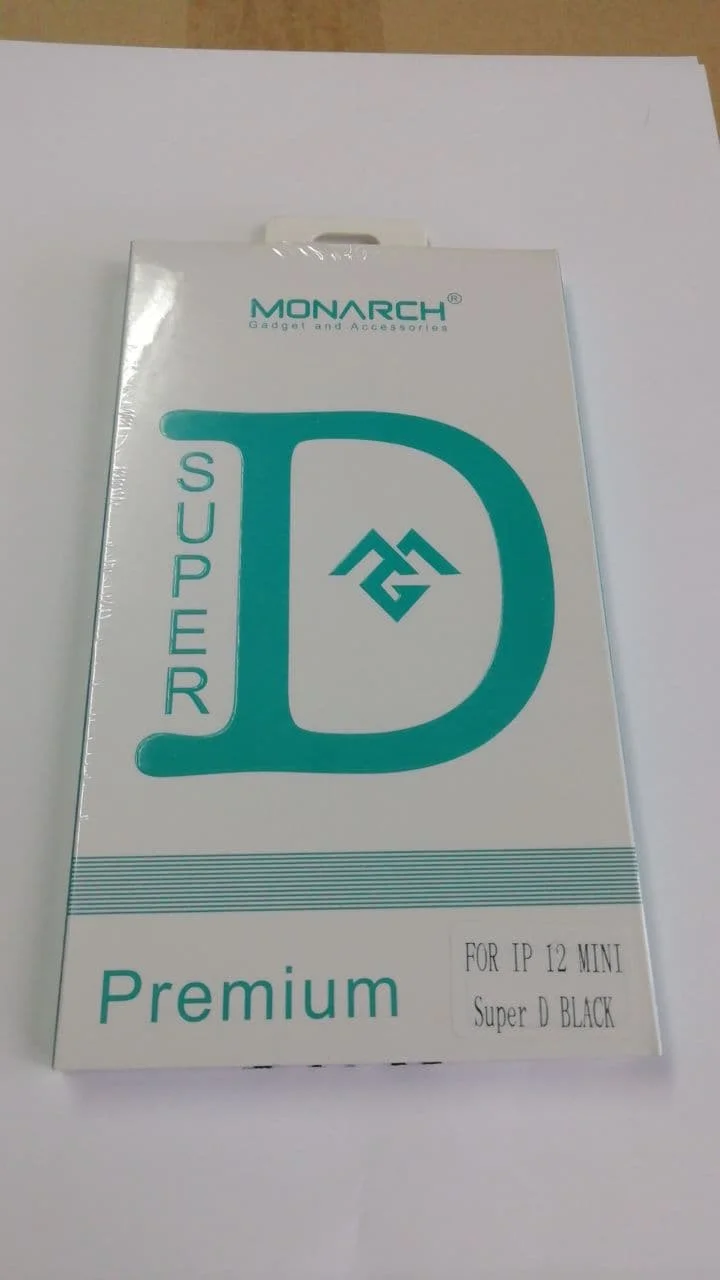 MONARCH®
Gadget and Accessories
SUPER
D
Premium
FOR IP 12 MINI
Super D BLACK